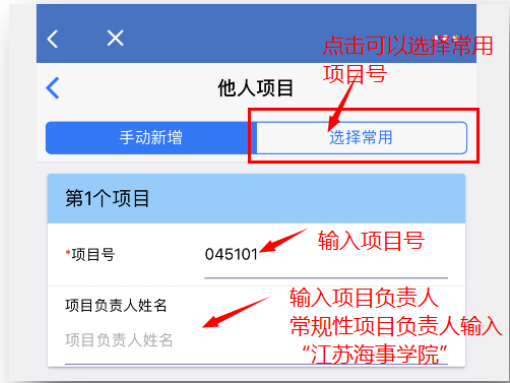 点击可以选择常用
项目号
他人项目
手动新增
选择常用
第1个项目
*项目号
045101
输入项目号
项目负责人姓名
项目负责人姓名
输入项目负责人
常规性项目负责人输入
“江苏海事学院”